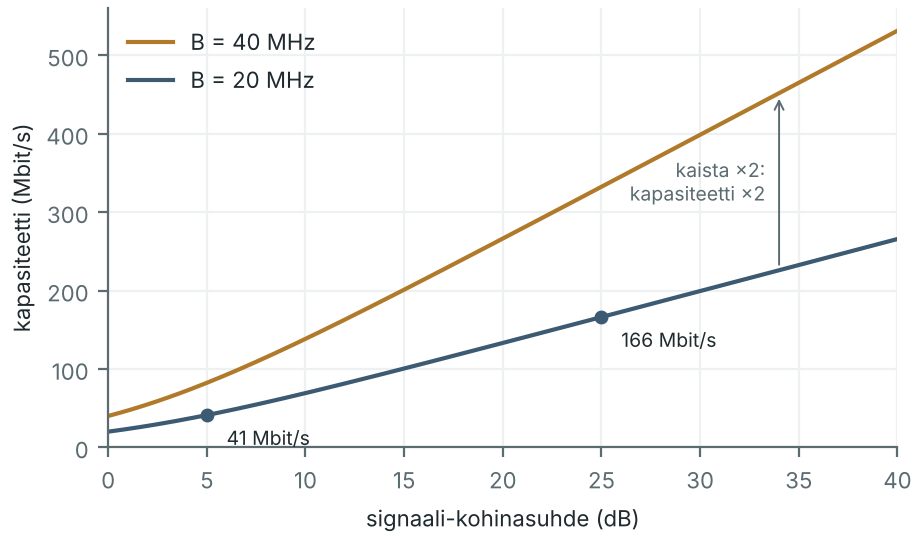 B = 40 MHz
B = 20 MHz
kapasiteetti (Mbit/s)
500
400
300
200
100
0
kaista ×2:
kapasiteetti ×2
166 Mbit/s
41 Mbit/s
0 5 10 15 20 25 30 35 40
signaali-kohinasuhde (dB)